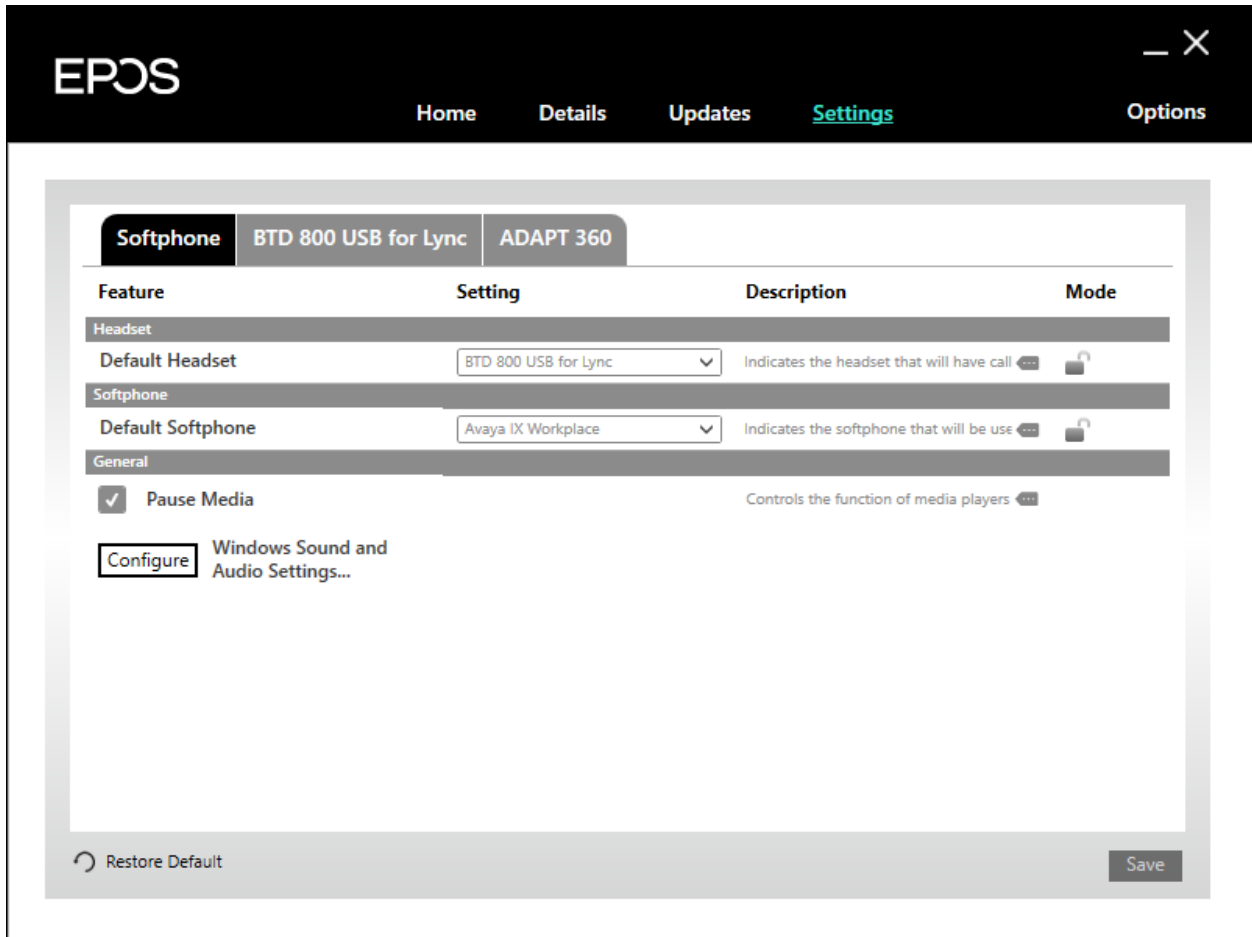 EPOS
Home Details Updates Settings Options
Softphone BTD 800 USB for Lync ADAPT 360
Feature Setting Description Mode
Headset
Default Headset BTD 800 USB for Lync Indicates the headset that will have call
Softphone
Default Softphone Avaya IX Workplace Indicates the softphone that will be use
General
Pause Media Controls the function of media players
Configure Windows Sound and
Audio Settings...
Restore Default Save